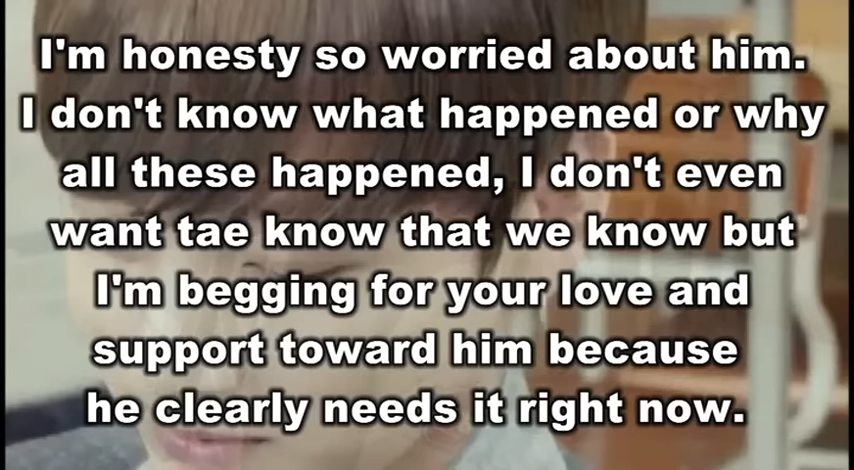 I'm honesty so worried about him.
I don't know what happened or why
all these happened, I don't even
want tae know that we know but
I'm begging for your love and
support toward him because
he clearly needs it right now.